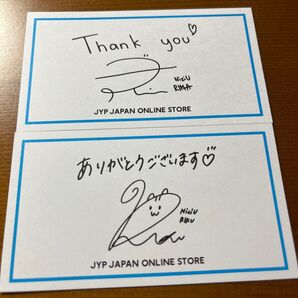 Thank you♡
NiziU
RIMA
JYP JAPAN ONLINE STORE
ありがとうございます♡
NiziU
RIKU
JYP JAPAN ONLINE STORE